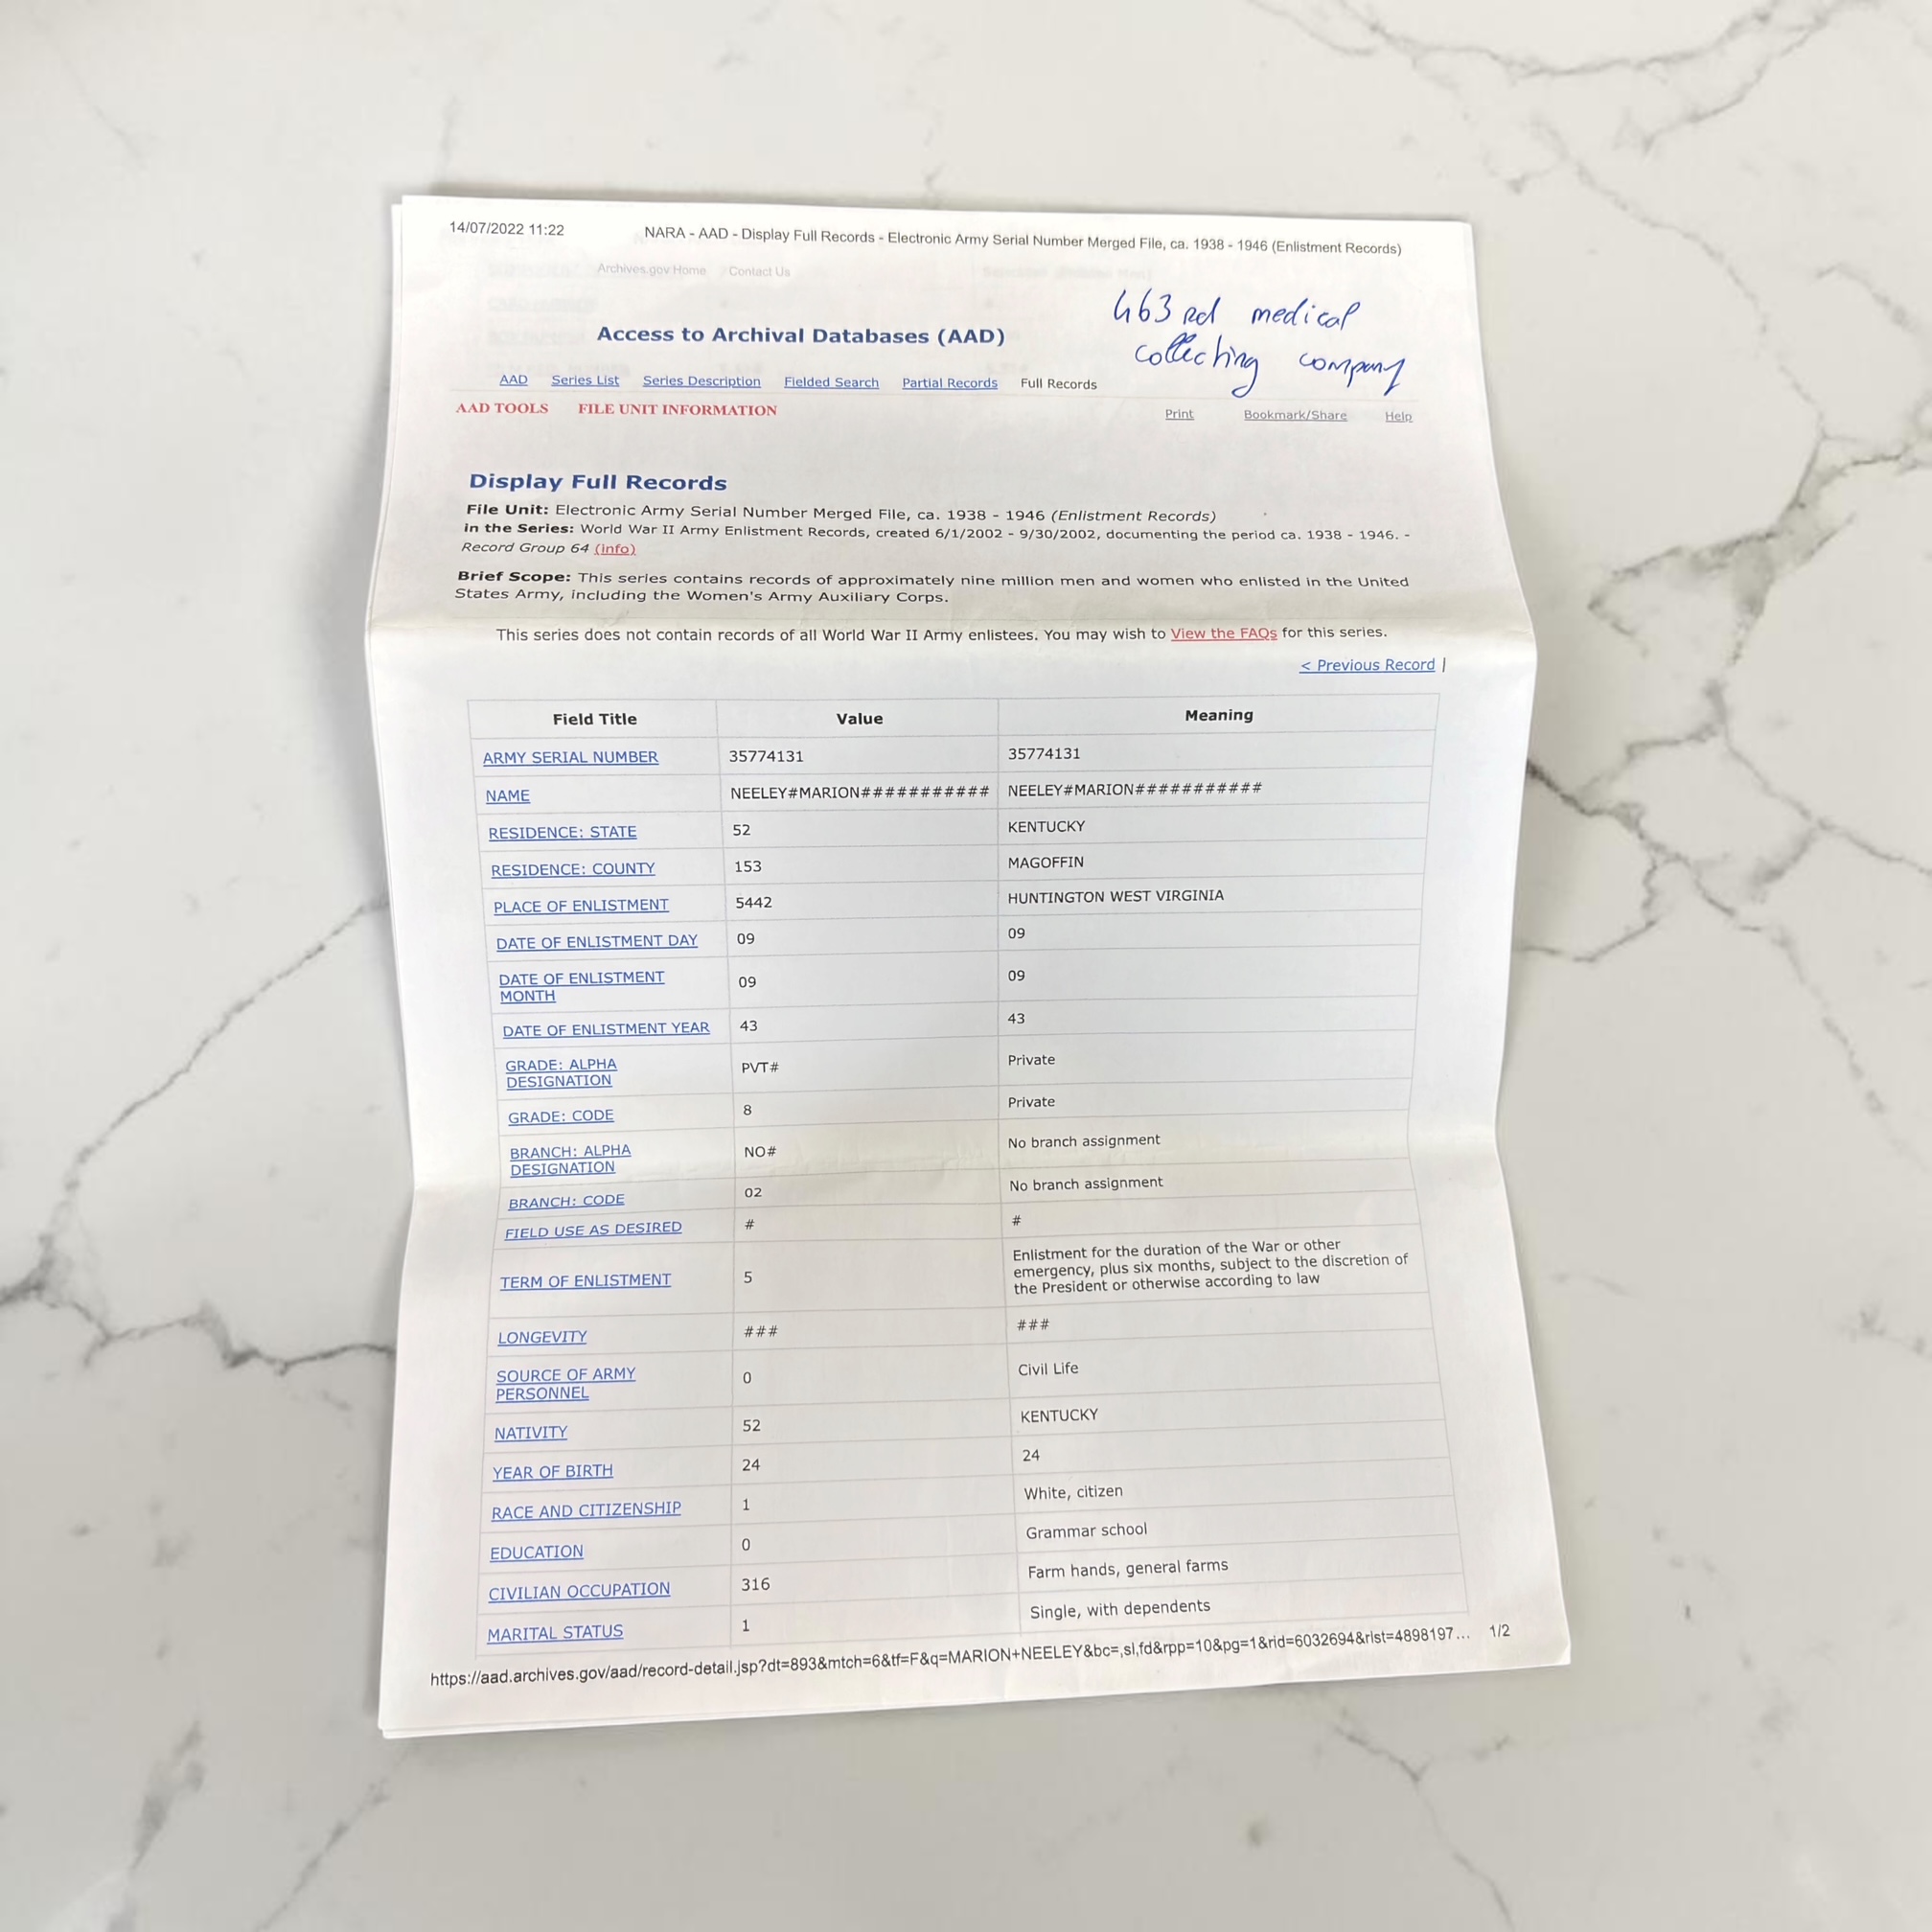 14/07/2022 11:22 NARA - AAD - Display Full Records - Electronic Army Serial Number Merged File, ca. 1938 - 1946 (Enlistment Records)
Archives.gov Home Contact Us
463 rd medical
collecting company
Access to Archival Databases (AAD)
AAD Series List Series Description Fielded Search Partial Records Full Records
AAD TOOLS FILE UNIT INFORMATION Print Bookmark/Share Help
Display Full Records
File Unit: Electronic Army Serial Number Merged File, ca. 1938 - 1946 (Enlistment Records)
in the Series: World War II Army Enlistment Records, created 6/1/2002 - 9/30/2002, documenting the period ca. 1938 - 1946. -
Record Group 64 (info)
Brief Scope: This series contains records of approximately nine million men and women who enlisted in the United
States Army, including the Women's Army Auxiliary Corps.
This series does not contain records of all World War II Army enlistees. You may wish to View the FAQs for this series.
< Previous Record |
Field Title Value Meaning
ARMY SERIAL NUMBER 35774131 35774131
NAME NEELEY#MARION########### NEELEY#MARION###########
RESIDENCE: STATE 52 KENTUCKY
RESIDENCE: COUNTY 153 MAGOFFIN
PLACE OF ENLISTMENT 5442 HUNTINGTON WEST VIRGINIA
DATE OF ENLISTMENT DAY 09 09
DATE OF ENLISTMENT
MONTH 09 09
DATE OF ENLISTMENT YEAR 43 43
GRADE: ALPHA
DESIGNATION PVT# Private
GRADE: CODE 8 Private
BRANCH: ALPHA
DESIGNATION NO# No branch assignment
BRANCH: CODE 02 No branch assignment
FIELD USE AS DESIRED # #
TERM OF ENLISTMENT 5 Enlistment for the duration of the War or other
emergency, plus six months, subject to the discretion of
the President or otherwise according to law
LONGEVITY ### ###
SOURCE OF ARMY
PERSONNEL 0 Civil Life
NATIVITY 52 KENTUCKY
YEAR OF BIRTH 24 24
RACE AND CITIZENSHIP 1 White, citizen
EDUCATION 0 Grammar school
CIVILIAN OCCUPATION 316 Farm hands, general farms
MARITAL STATUS 1 Single, with dependents
https://aad.archives.gov/aad/record-detail.jsp?dt=893&mtch=6&tf=F&q=MARION+NEELEY&bc=,sl,fd&rpp=10&pg=1&rid=6032694&rlst=4898197... 1/2